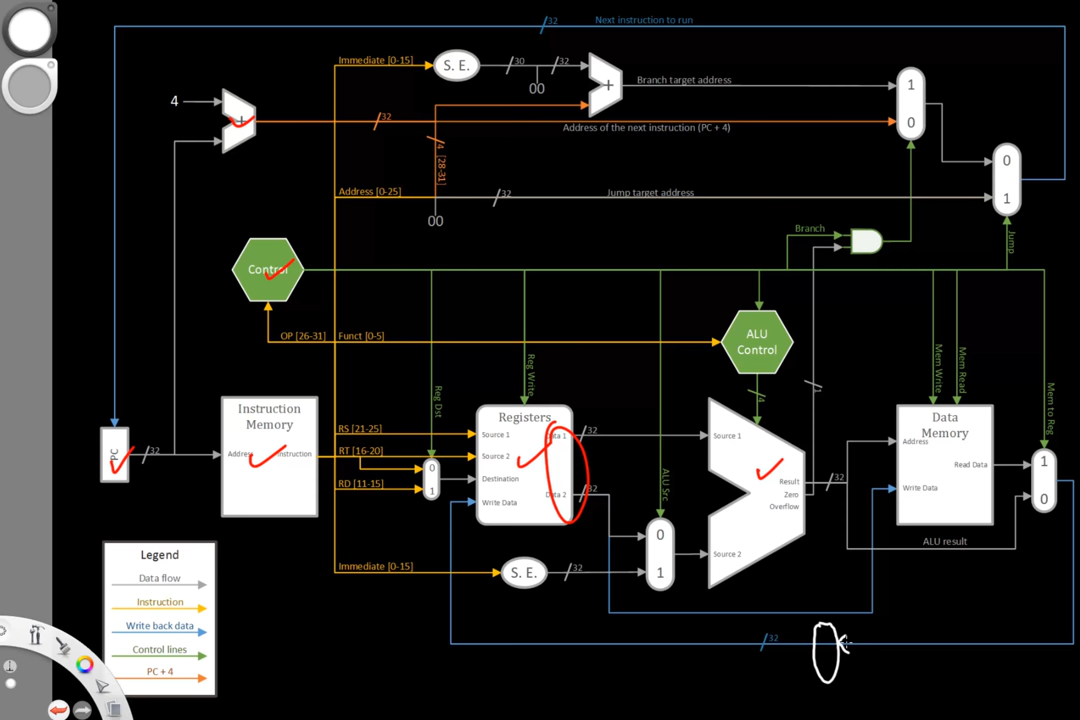 32 Next instruction to run
Immediate [0-15] S. E. 30 32
00
+
Branch target address
1
0
4
+
32
Address of the next instruction (PC + 4)
4
[28-31]
0
1
Address [0-25] 32 Jump target address
00
Branch
Jump
Control
OP [26-31] Funct [0-5]
ALU
Control
4
1
Reg Dst
Reg Write
ALU Src
Mem Write
Mem Read
Mem to Reg
PC
32
Instruction
Memory
Address Instruction
RS [21-25]
RT [16-20]
RD [11-15]
0
1
Registers
Source 1
Source 2
Destination
Write Data
Data 1
Data 2
32
32
0
1
Source 1
Source 2
Result
Zero
Overflow
32
Data
Memory
Address
Read Data
Write Data
1
0
ALU result
Immediate [0-15] S. E. 32
32
Legend
Data flow
Instruction
Write back data
Control lines
PC + 4